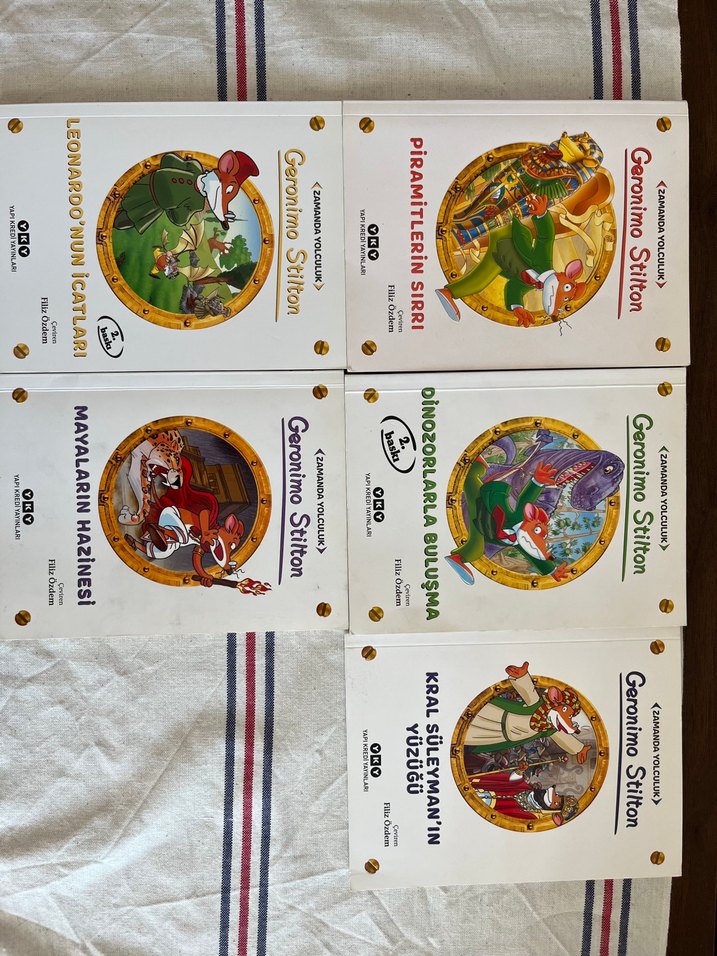 <ZAMANDA YOLCULUK>
Geronimo Stilton
PİRAMİTLERİN SIRRI
Çeviren
Filiz Özdem
YKY
YAPI KREDİ YAYINLARI
<ZAMANDA YOLCULUK>
Geronimo Stilton
DİNOZORLARLA BULUŞMA
2.
baskı
Çeviren
Filiz Özdem
YKY
YAPI KREDİ YAYINLARI
<ZAMANDA YOLCULUK>
Geronimo Stilton
KRAL SÜLEYMAN'IN
YÜZÜĞÜ
Çeviren
Filiz Özdem
YKY
YAPI KREDİ YAYINLARI
<ZAMANDA YOLCULUK>
Geronimo Stilton
2.
baskı
LEONARDO'NUN İCATLARI
Çeviren
Filiz Özdem
YKY
YAPI KREDİ YAYINLARI
<ZAMANDA YOLCULUK>
Geronimo Stilton
MAYALARIN HAZİNESİ
Çeviren
Filiz Özdem
YKY
YAPI KREDİ YAYINLARI